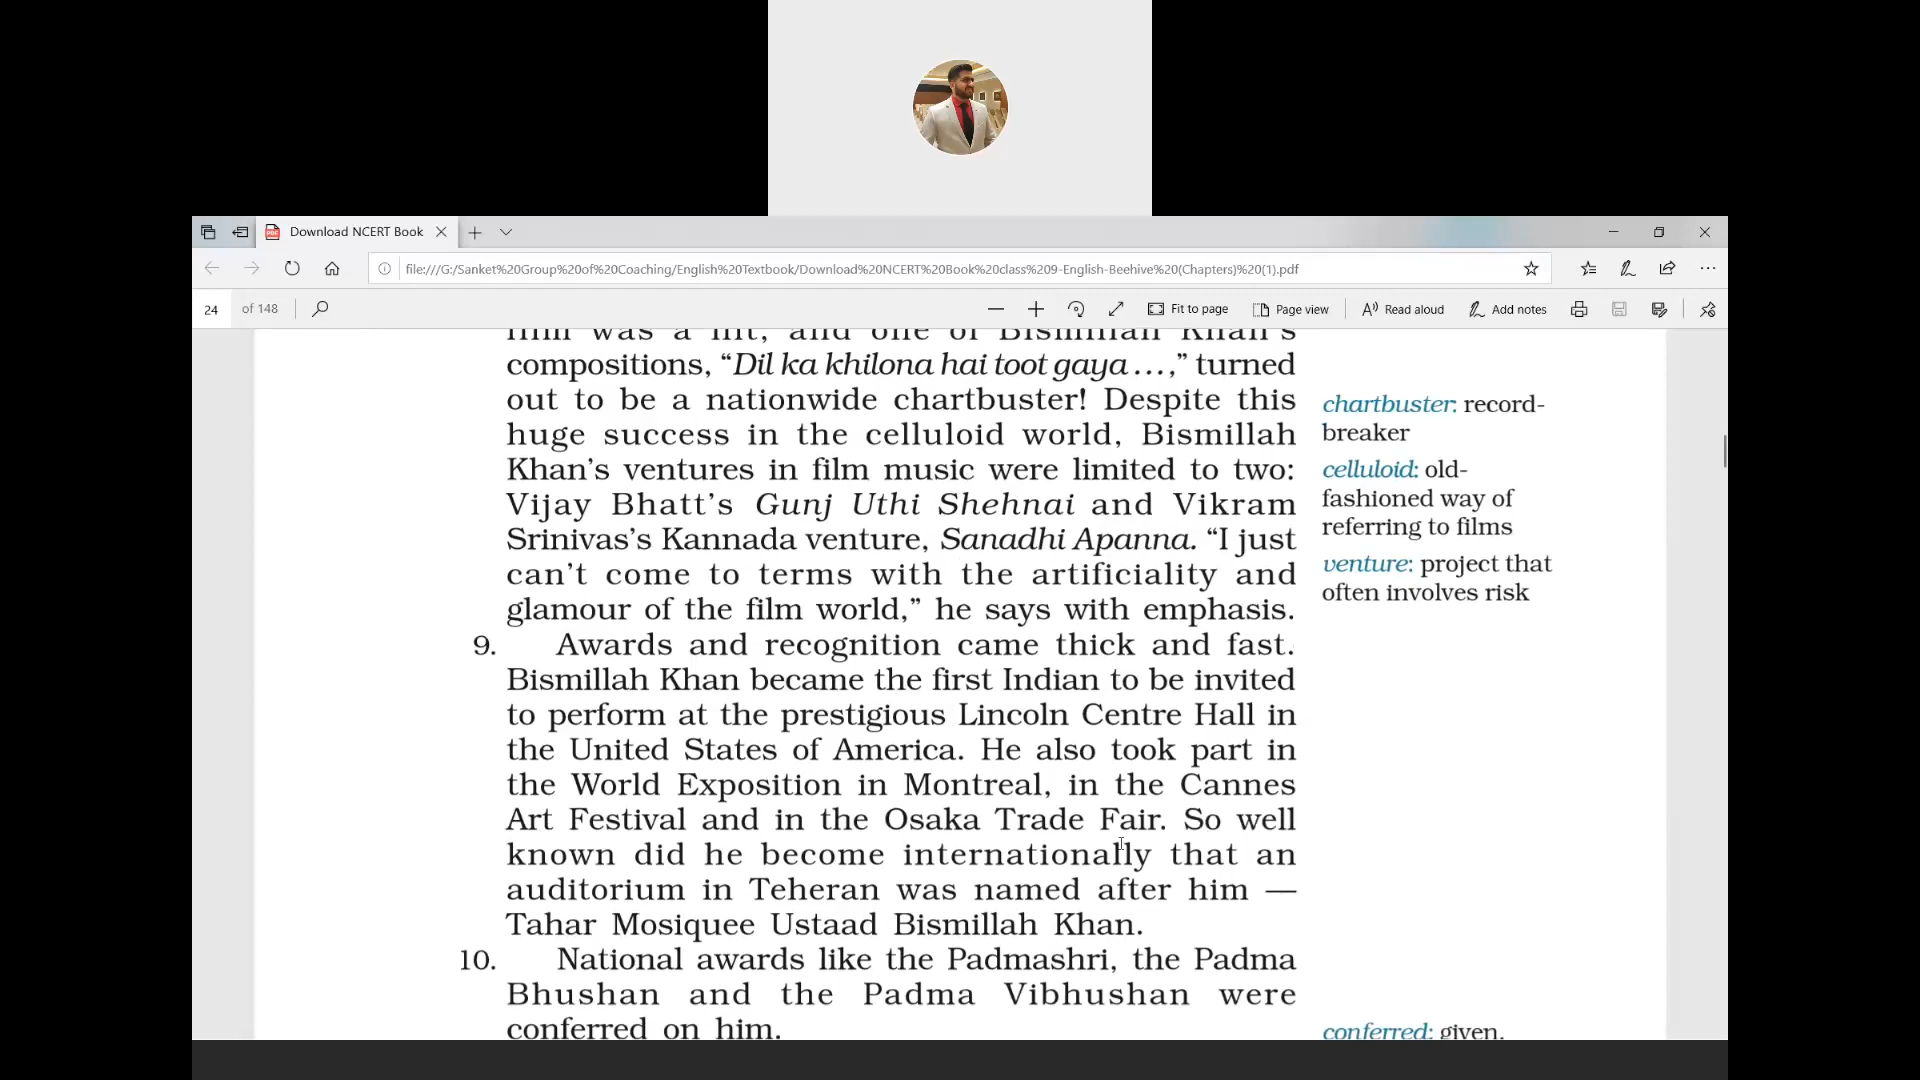 Download NCERT Book
file:///G:/Sanket%20Group%20of%20Coaching/English%20Textbook/Download%20NCERT%20Book%20class%209-English-Beehive%20(Chapters)%20(1).pdf
24 of 148 Fit to page Page view Read aloud Add notes
film was a hit, and one of Bismillah Khan’s
compositions, “Dil ka khilona hai toot gaya ...,” turned
out to be a nationwide chartbuster! Despite this
huge success in the celluloid world, Bismillah
Khan’s ventures in film music were limited to two:
Vijay Bhatt’s Gunj Uthi Shehnai and Vikram
Srinivas’s Kannada venture, Sanadhi Apanna. “I just
can’t come to terms with the artificiality and
glamour of the film world,” he says with emphasis.
9. Awards and recognition came thick and fast.
Bismillah Khan became the first Indian to be invited
to perform at the prestigious Lincoln Centre Hall in
the United States of America. He also took part in
the World Exposition in Montreal, in the Cannes
Art Festival and in the Osaka Trade Fair. So well
known did he become internationally that an
auditorium in Teheran was named after him —
Tahar Mosiquee Ustaad Bismillah Khan.
10. National awards like the Padmashri, the Padma
Bhushan and the Padma Vibhushan were
conferred on him.
chartbuster: record-
breaker
celluloid: old-
fashioned way of
referring to films
venture: project that
often involves risk
conferred: given,